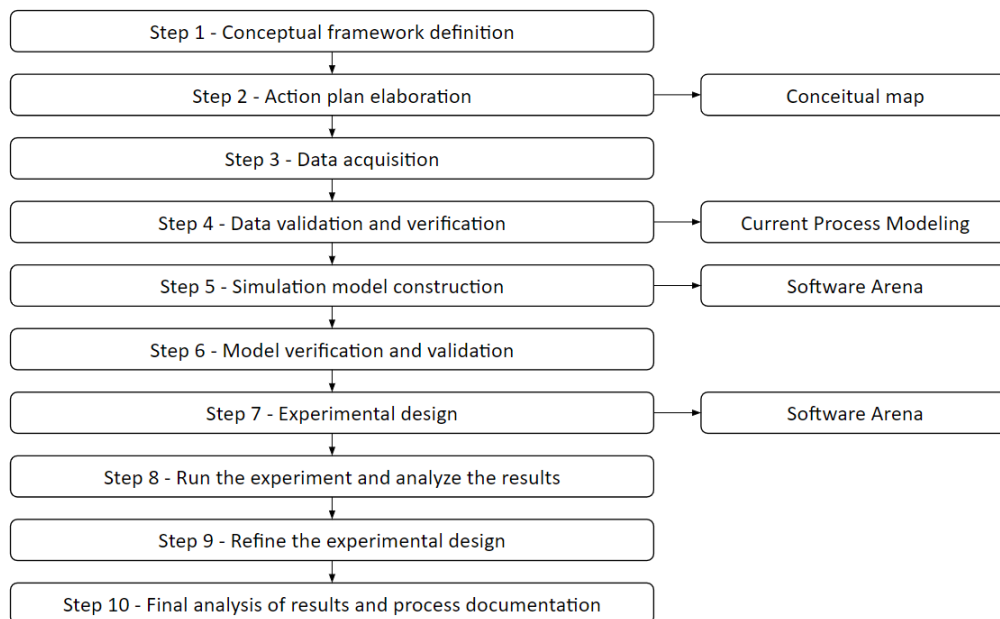 Step 1 - Conceptual framework definition
Step 2 - Action plan elaboration
Conceitual map
Step 3 - Data acquisition
Step 4 - Data validation and verification
Current Process Modeling
Step 5 - Simulation model construction
Software Arena
Step 6 - Model verification and validation
Step 7 - Experimental design
Software Arena
Step 8 - Run the experiment and analyze the results
Step 9 - Refine the experimental design
Step 10 - Final analysis of results and process documentation